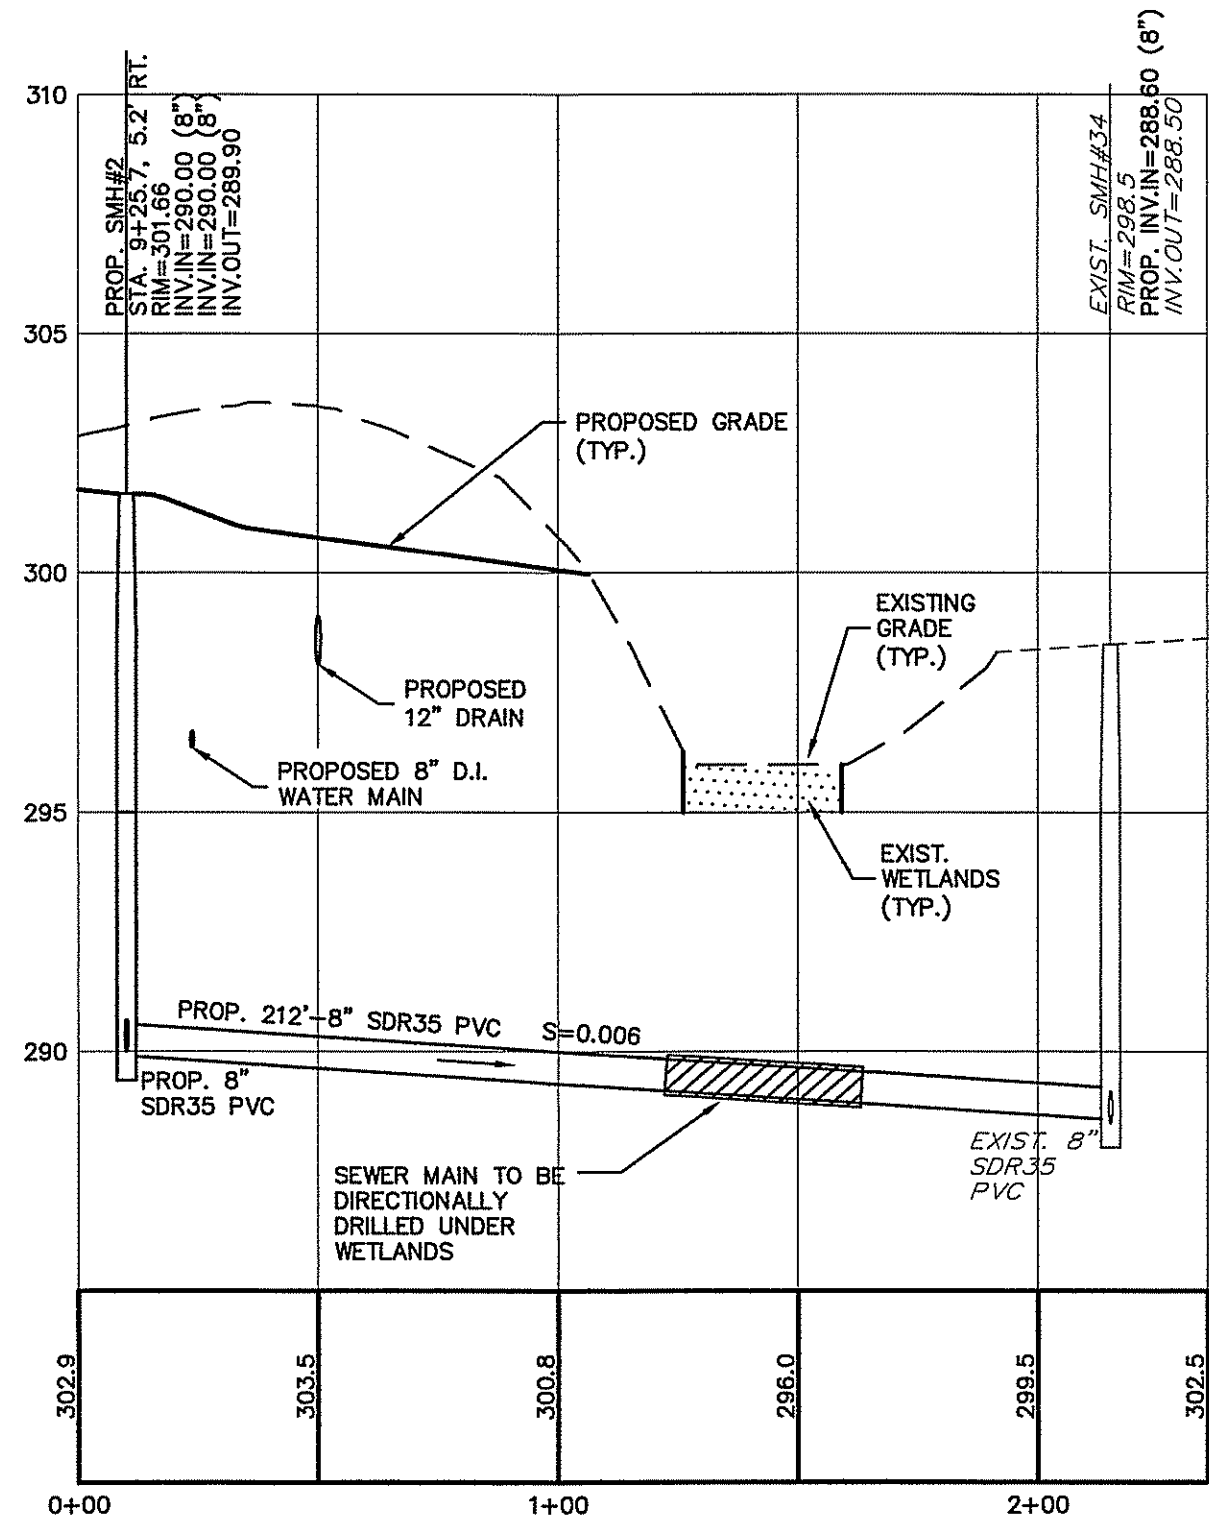 PROP. SMH#2
STA. 9+25.7, 5.2' RT.
RIM=301.66
INV.IN=290.00 (8")
INV.IN=290.00 (8")
INV.OUT=289.90
EXIST. SMH#34
RIM=298.5
PROP. INV.IN=288.60 (8")
INV.OUT=288.50
310
305
300
295
290
PROPOSED GRADE
(TYP.)
EXISTING
GRADE
(TYP.)
PROPOSED
12" DRAIN
PROPOSED 8" D.I.
WATER MAIN
EXIST.
WETLANDS
(TYP.)
PROP. 212'-8" SDR35 PVC S=0.006
PROP. 8"
SDR35 PVC
EXIST. 8"
SDR35
PVC
SEWER MAIN TO BE
DIRECTIONALLY
DRILLED UNDER
WETLANDS
302.9
303.5
300.8
296.0
299.5
302.5
0+00
1+00
2+00